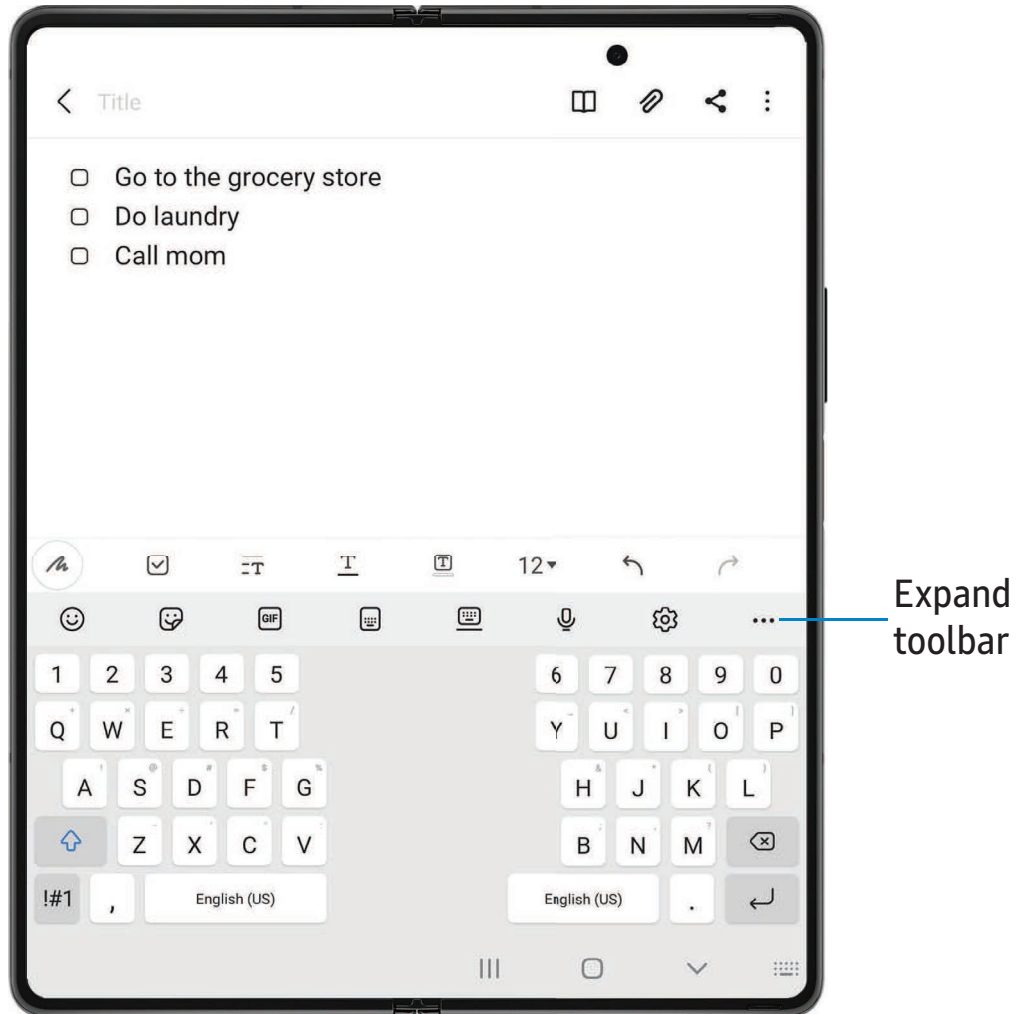 Title
Go to the grocery store
Do laundry
Call mom
T
T
T
12
GIF
Expand
toolbar
1 2 3 4 5 6 7 8 9 0
Q W E R T Y U I O P
A S D F G H J K L
Z X C V B N M
!#1 , English (US) English (US) .